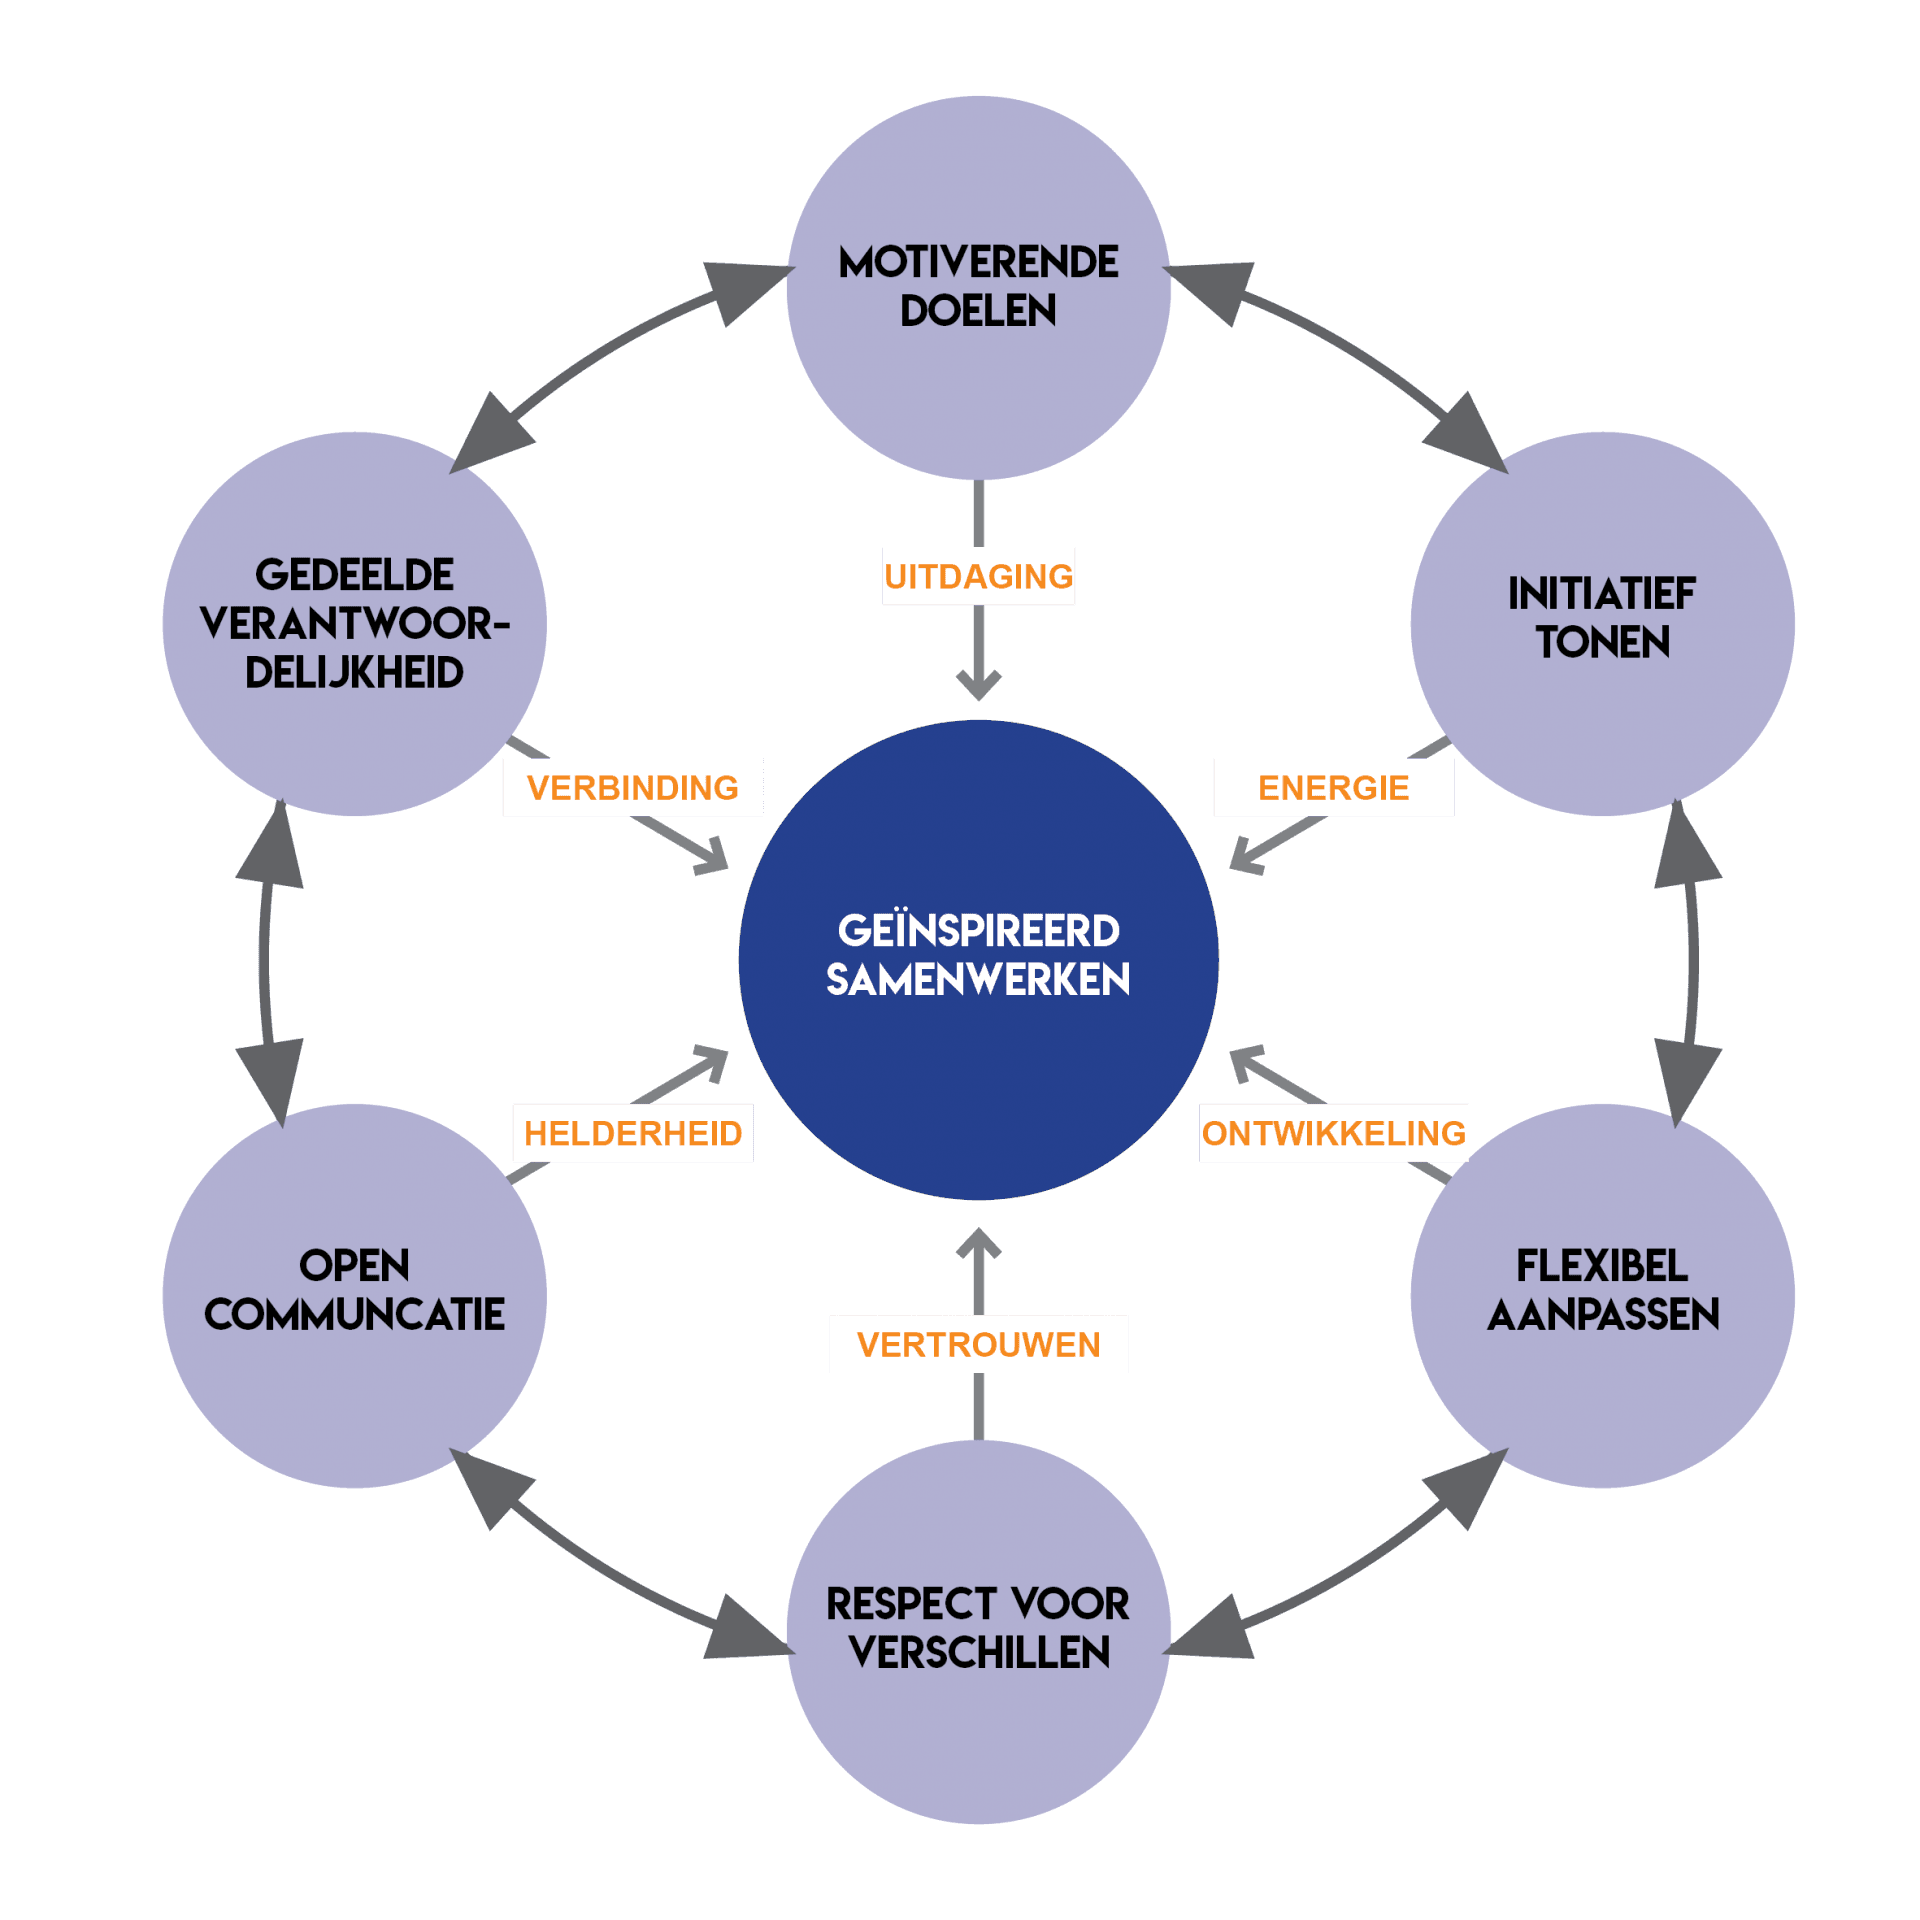 MOTIVERENDE
DOELEN
GEDEELDE
VERANTWOOR-
DELIJKHEID
UITDAGING
INITIATIEF
TONEN
VERBINDING
ENERGIE
GEÏNSPIREERD
SAMENWERKEN
HELDERHEID
ONTWIKKELING
OPEN
COMMUNCATIE
VERTROUWEN
FLEXIBEL
AANPASSEN
RESPECT VOOR
VERSCHILLEN